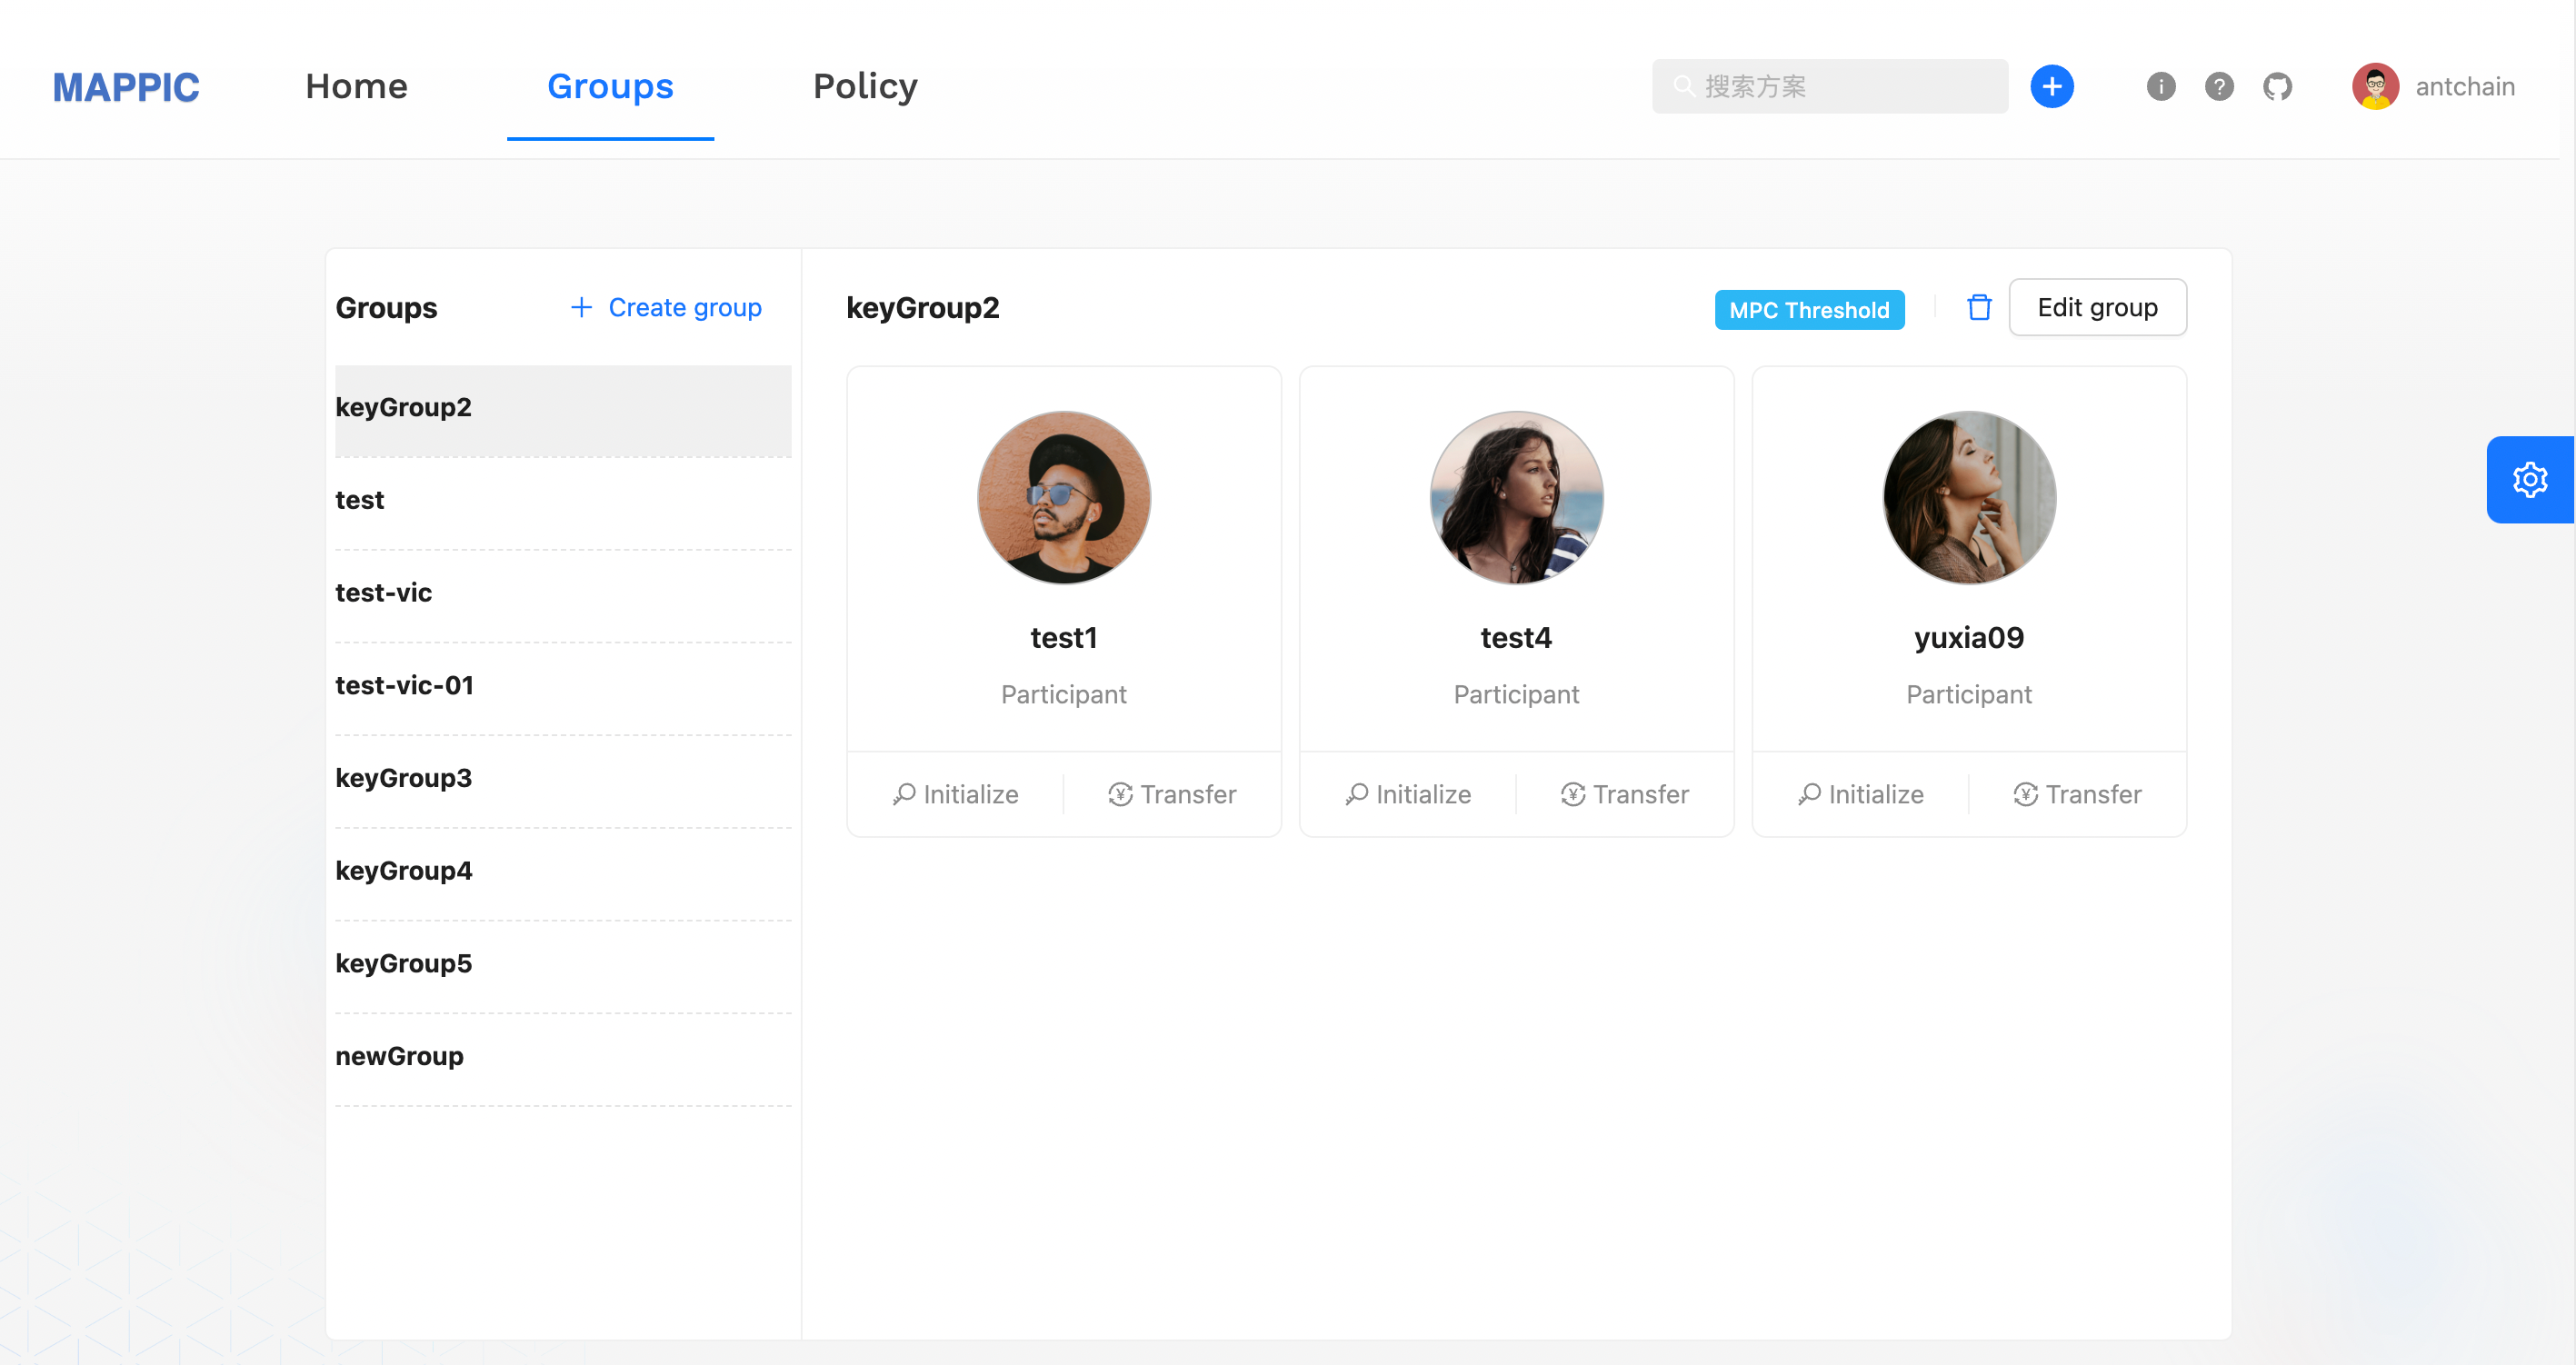 MAPPIC
Home
Groups
Policy
搜索方案
antchain
Groups
Create group
keyGroup2
test
test-vic
test-vic-01
keyGroup3
keyGroup4
keyGroup5
newGroup
keyGroup2
MPC Threshold
Edit group
test1
Participant
Initialize
Transfer
test4
Participant
Initialize
Transfer
yuxia09
Participant
Initialize
Transfer